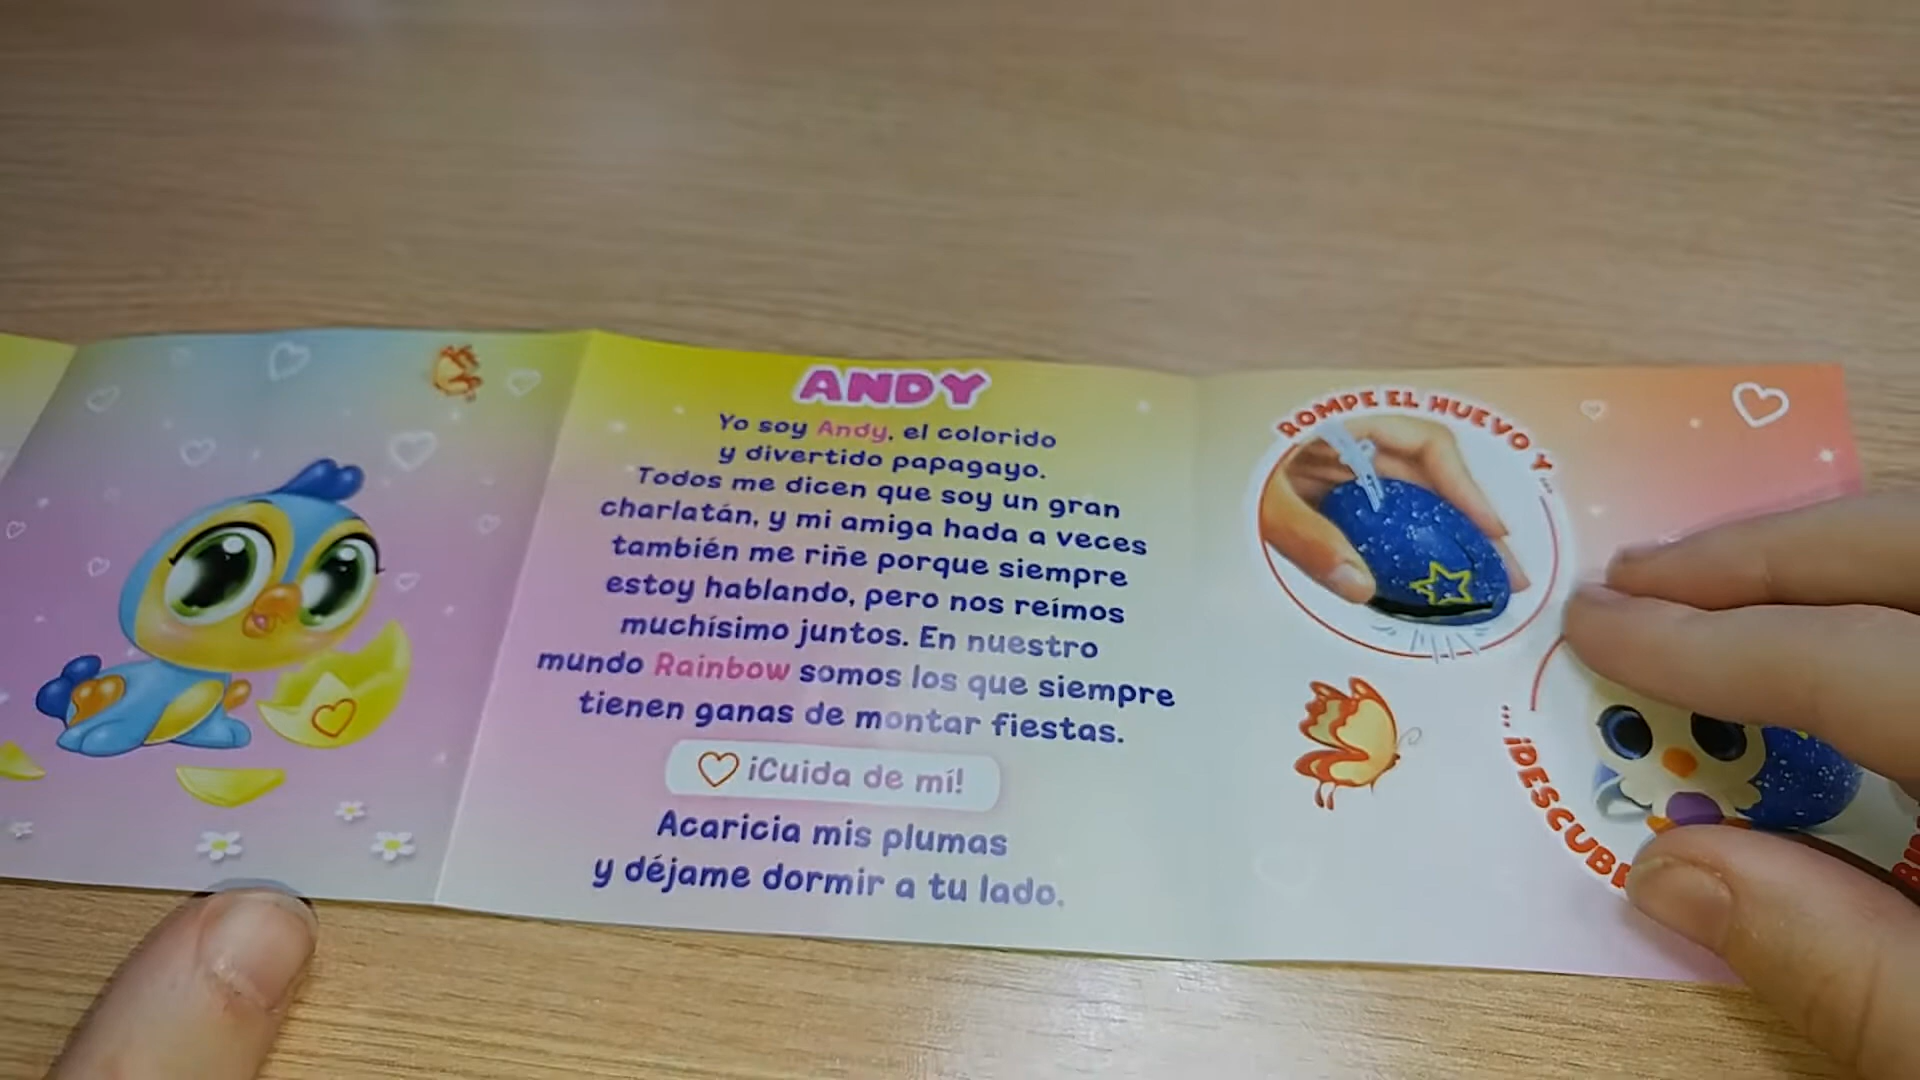 ANDY
Yo soy Andy, el colorido
y divertido papagayo.
Todos me dicen que soy un gran
charlatán, y mi amiga hada a veces
también me riñe porque siempre
estoy hablando, pero nos reímos
muchísimo juntos. En nuestro
mundo Rainbow somos los que siempre
tienen ganas de montar fiestas.
¡Cuida de mí!
Acaricia mis plumas
y déjame dormir a tu lado.
ROMPE EL HUEVO Y...